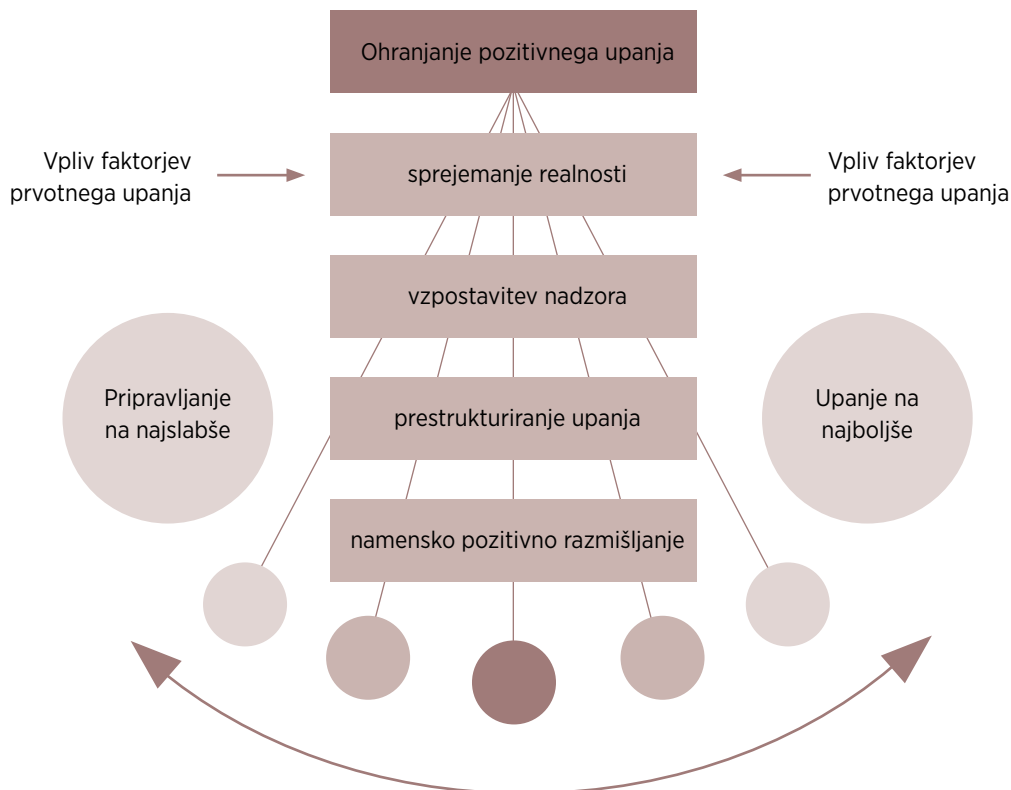 Ohranjanje pozitivnega upanja
Vpliv faktorjev
prvotnega upanja
sprejemanje realnosti
Vpliv faktorjev
prvotnega upanja
vzpostavitev nadzora
Pripravljanje
na najslabše
prestrukturiranje upanja
Upanje na
najboljše
namensko pozitivno razmišljanje